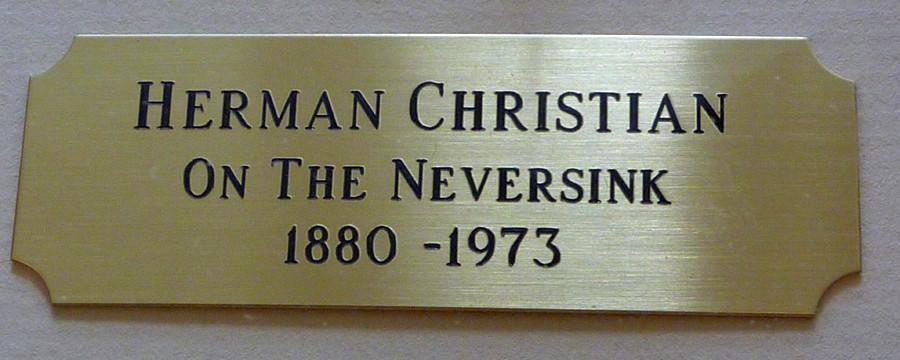 HERMAN CHRISTIAN
ON THE NEVERSINK
1880 -1973